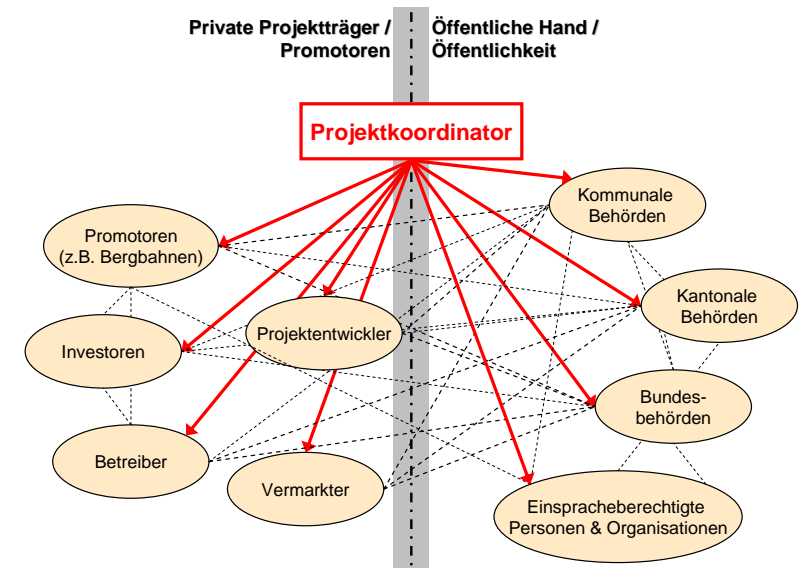 Private Projektträger /
Promotoren
Öffentliche Hand /
Öffentlichkeit
Projektkoordinator
Kommunale
Behörden
Promotoren
(z.B. Bergbahnen)
Kantonale
Behörden
Projektentwickler
Investoren
Bundes-
behörden
Betreiber
Vermarkter
Einspracheberechtigte
Personen & Organisationen